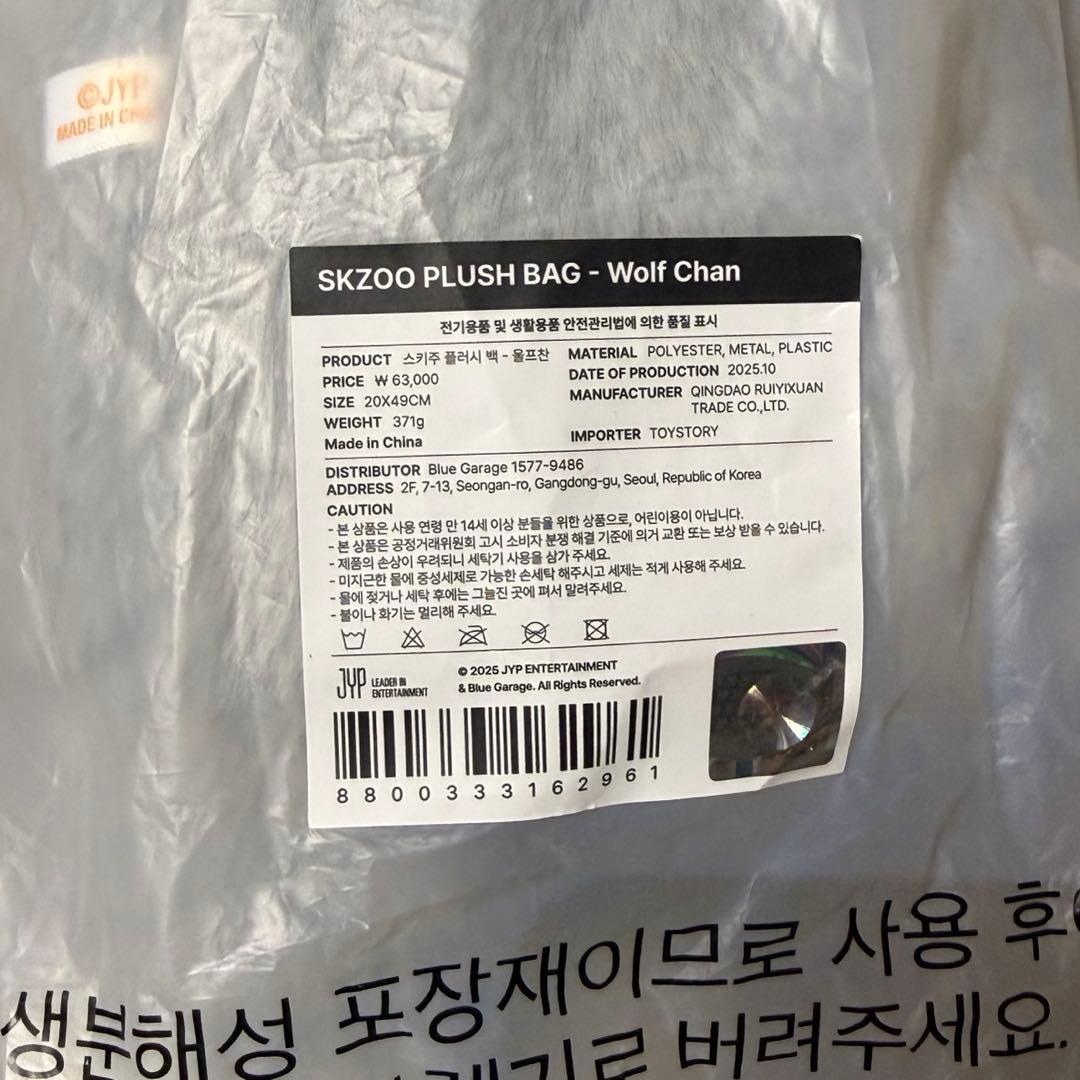 ©JYP
MADE IN
SKZOO PLUSH BAG - Wolf Chan
전기용품 및 생활용품 안전관리법에 의한 품질 표시
PRODUCT 스키주 플러시 백 - 울프찬
PRICE ₩ 63,000
SIZE 20X49CM
WEIGHT 371g
Made in China
MATERIAL POLYESTER, METAL, PLASTIC
DATE OF PRODUCTION 2025.10
MANUFACTURER QINGDAO RUIYIXUAN
TRADE CO.,LTD.
IMPORTER TOYSTORY
DISTRIBUTOR Blue Garage 1577-9486
ADDRESS 2F, 7-13, Seongan-ro, Gangdong-gu, Seoul, Republic of Korea
CAUTION
- 본 상품은 사용 연령 만 14세 이상 분들을 위한 상품으로, 어린이용이 아닙니다.
- 본 상품은 공정거래위원회 고시 소비자 분쟁 해결 기준에 의거 교환 또는 보상 받을 수 있습니다.
- 제품의 손상이 우려되니 세탁기 사용을 삼가 주세요.
- 미지근한 물에 중성세제로 가능한 손세탁 해주시고 세제는 적게 사용해 주세요.
- 물에 젖거나 세탁 후에는 그늘진 곳에 펴서 말려주세요.
- 불이나 화기는 멀리해 주세요.
JYP LEADER IN
ENTERTAINMENT
© 2025 JYP ENTERTAINMENT
& Blue Garage. All Rights Reserved.
8800333162961
생분해성 포장재이므로 사용 후
버려주세요.